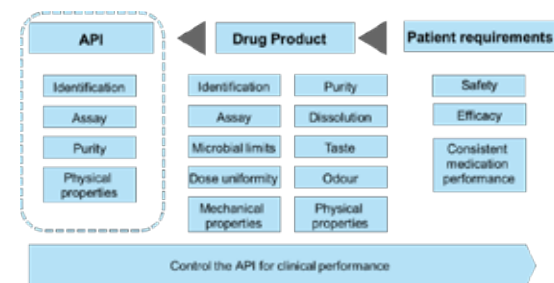 API
Drug Product
Patient requirements
Identification
Assay
Purity
Physical
properties
Identification
Assay
Microbial limits
Dose uniformity
Mechanical
properties
Purity
Dissolution
Taste
Odour
Physical
properties
Safety
Efficacy
Consistent
medication
performance
Control the API for clinical performance